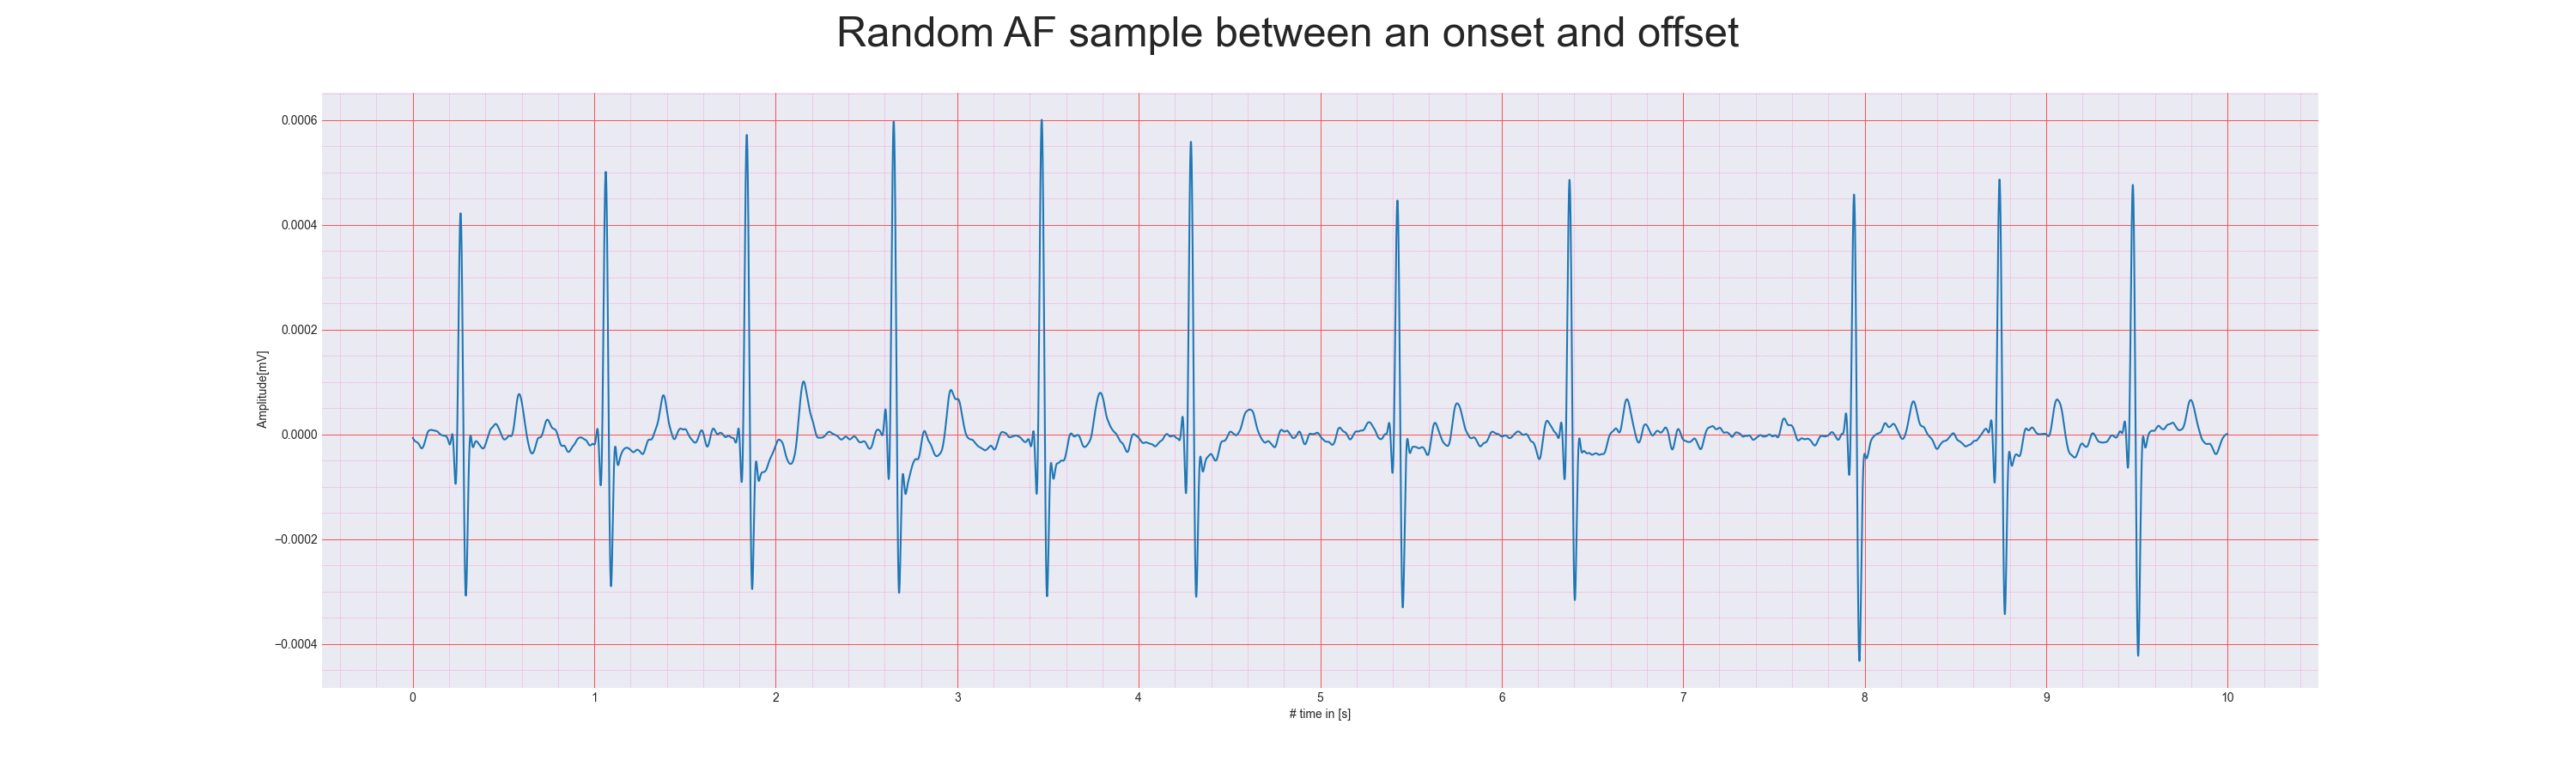 Random AF sample between an onset and offset
0.0006
0.0004
0.0002
0.0000
−0.0002
−0.0004
Amplitude[mV]
0 1 2 3 4 5 6 7 8 9 10
# time in [s]